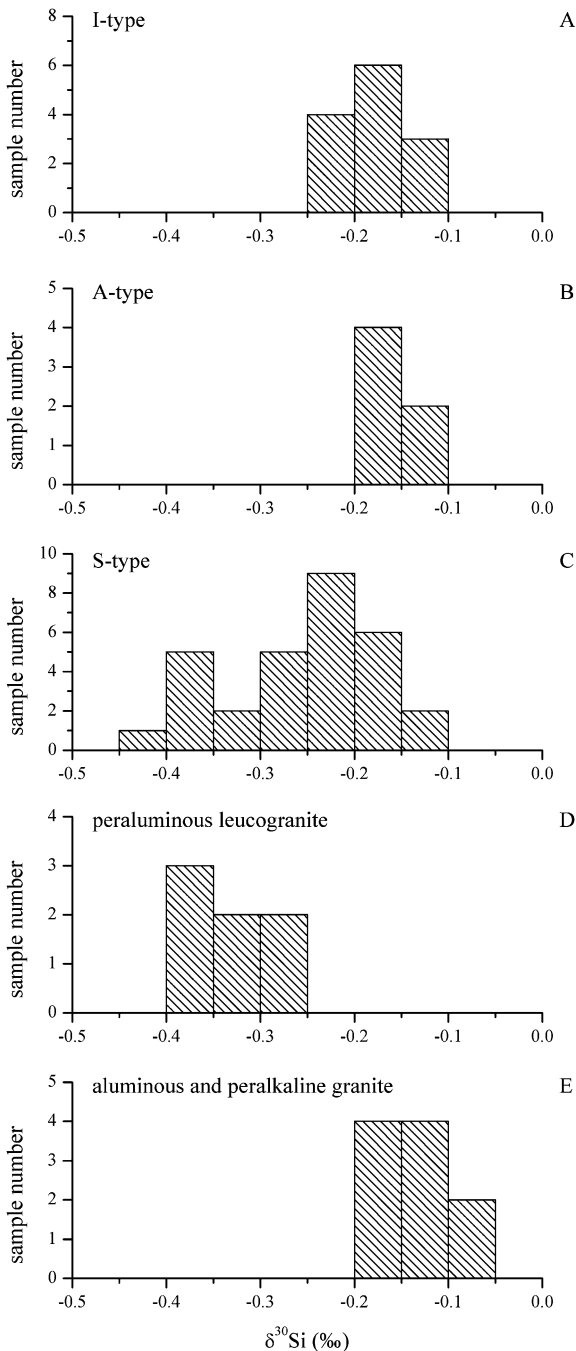 I-type A
sample number
8
6
4
2
0
-0.5 -0.4 -0.3 -0.2 -0.1 0.0
A-type B
sample number
5
4
3
2
1
0
-0.5 -0.4 -0.3 -0.2 -0.1 0.0
S-type C
sample number
10
8
6
4
2
0
-0.5 -0.4 -0.3 -0.2 -0.1 0.0
peraluminous leucogranite D
sample number
4
3
2
1
0
-0.5 -0.4 -0.3 -0.2 -0.1 0.0
aluminous and peralkaline granite E
sample number
5
4
3
2
1
0
-0.5 -0.4 -0.3 -0.2 -0.1 0.0
δ³⁰Si (‰)